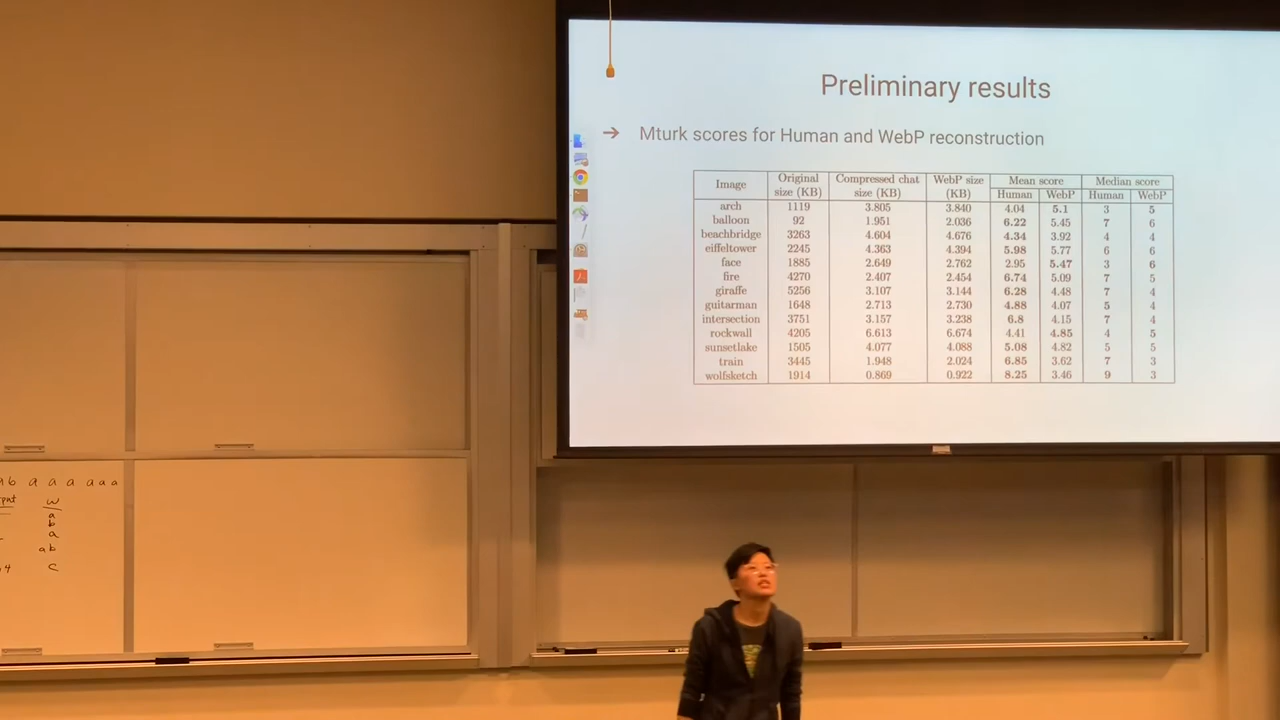 Preliminary results
→ Mturk scores for Human and WebP reconstruction
Image Original size (KB) Compressed chat size (KB) WebP size (KB) Mean score Median score
Human WebP Human WebP
arch 1119 3.805 3.840 4.04 5.1 3 5
balloon 92 1.951 2.036 6.22 5.45 7 6
beachbridge 3263 4.604 4.676 4.34 3.92 4 4
eiffeltower 2245 4.363 4.394 5.98 5.77 6 6
face 1885 2.649 2.762 2.95 5.47 3 6
fire 4270 2.407 2.454 6.74 5.09 7 5
giraffe 5256 3.107 3.144 6.28 4.48 7 4
guitarman 1648 2.713 2.730 4.88 4.07 5 4
intersection 3751 3.157 3.238 6.8 4.15 7 4
rockwall 4205 6.613 6.674 4.41 4.85 4 5
sunsetlake 1505 4.077 4.088 5.08 4.82 5 5
train 3445 1.948 2.024 6.85 3.62 7 3
wolfsketch 1914 0.869 0.922 8.25 3.46 9 3
ab a a a aaa
w
a
b
a
ab
4 c